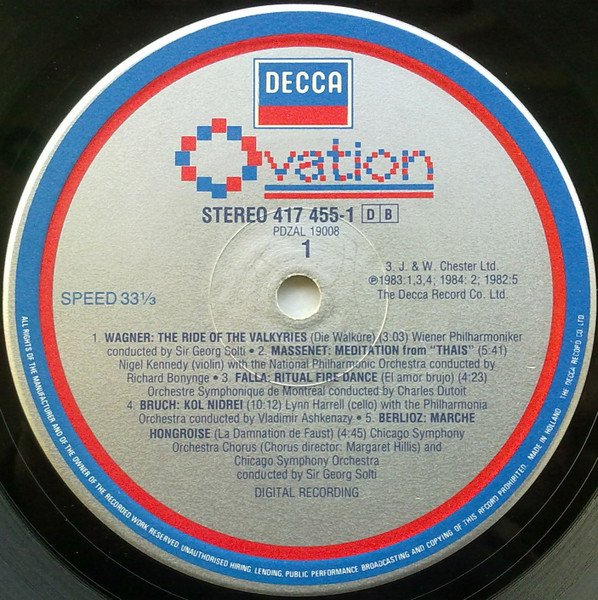 DECCA
Ovation
STEREO 417 455-1 DB
PDZAL 19008
1
3. J. & W. Chester Ltd.
℗1983:1,3,4; 1984: 2; 1982:5
The Decca Record Co. Ltd.
SPEED 33⅓
1. WAGNER: THE RIDE OF THE VALKYRIES (Die Walküre) (3:03) Wiener Philharmoniker
conducted by Sir Georg Solti • 2. MASSENET: MEDITATION from "THAIS" (5:41)
Nigel Kennedy (violin) with the National Philharmonic Orchestra conducted by
Richard Bonynge • 3. FALLA: RITUAL FIRE DANCE (El amor brujo) (4:23)
Orchestre Symphonique de Montreal conducted by Charles Dutoit
4. BRUCH: KOL NIDREI (10:12) Lynn Harrell (cello) with the Philharmonia
Orchestra conducted by Vladimir Ashkenazy • 5. BERLIOZ: MARCHE
HONGROISE (La Damnation de Faust) (4:45) Chicago Symphony
Orchestra Chorus (Chorus director: Margaret Hillis) and
Chicago Symphony Orchestra
conducted by Sir Georg Solti
DIGITAL RECORDING
ALL RIGHTS OF THE MANUFACTURER AND OF THE OWNER OF THE RECORDED WORK RESERVED. UNAUTHORISED HIRING, LENDING, PUBLIC PERFORMANCE BROADCASTING AND COPYING OF THIS RECORD PROHIBITED. MADE IN HOLLAND THE DECCA RECORD CO LTD